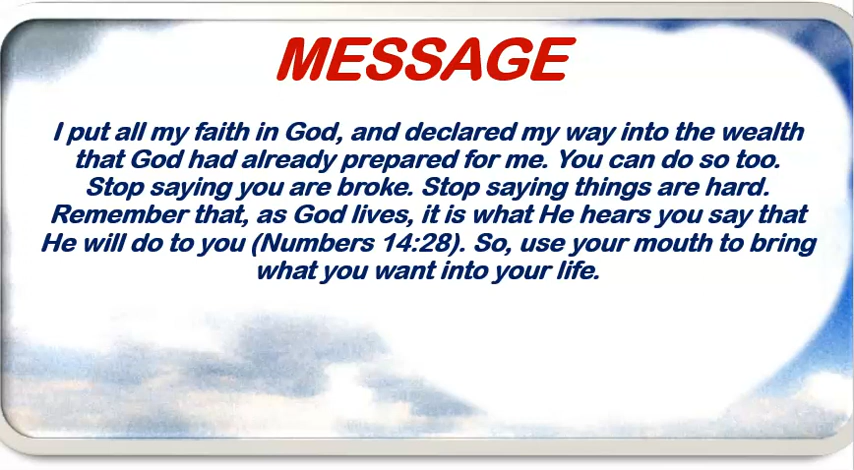 MESSAGE
I put all my faith in God, and declared my way into the wealth
that God had already prepared for me. You can do so too.
Stop saying you are broke. Stop saying things are hard.
Remember that, as God lives, it is what He hears you say that
He will do to you (Numbers 14:28). So, use your mouth to bring
what you want into your life.